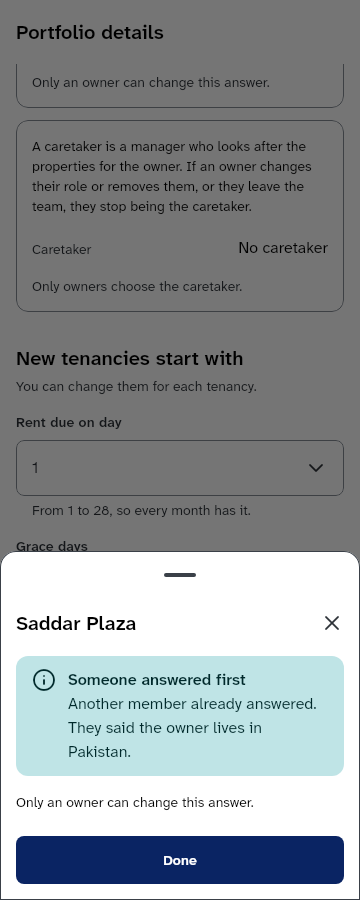 Portfolio details
Only an owner can change this answer.
A caretaker is a manager who looks after the
properties for the owner. If an owner changes
their role or removes them, or they leave the
team, they stop being the caretaker.
Caretaker
No caretaker
Only owners choose the caretaker.
New tenancies start with
You can change them for each tenancy.
Rent due on day
1
From 1 to 28, so every month has it.
Grace days
Saddar Plaza
Someone answered first
Another member already answered.
They said the owner lives in
Pakistan.
Only an owner can change this answer.
Done